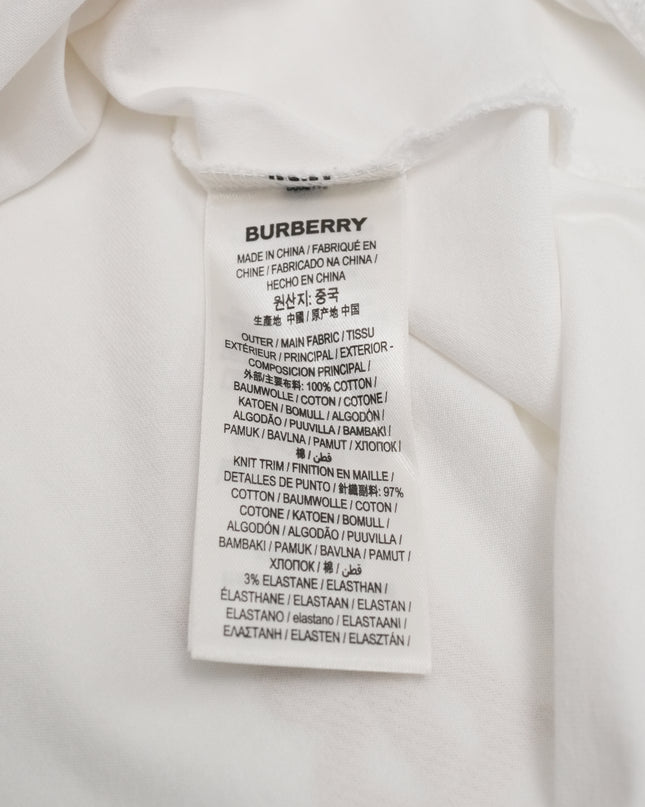 BURBERRY
MADE IN CHINA / FABRIQUÉ EN
CHINE / FABRICADO NA CHINA /
HECHO EN CHINA
원산지: 중국
生產地 中國 / 原产地 中国
OUTER / MAIN FABRIC / TISSU
EXTÉRIEUR / PRINCIPAL / EXTERIOR -
COMPOSICION PRINCIPAL /
外部/主要布料: 100% COTTON /
BAUMWOLLE / COTON / COTONE /
KATOEN / BOMULL / ALGODÓN /
ALGODÃO / PUUVILLA / BAMBAKI /
PAMUK / BAVLNA / PAMUT / ХЛОПОК /
棉 / قطن /
KNIT TRIM / FINITION EN MAILLE /
DETALLES DE PUNTO / 針織副料: 97%
COTTON / BAUMWOLLE / COTON /
COTONE / KATOEN / BOMULL /
ALGODÓN / ALGODÃO / PUUVILLA /
BAMBAKI / PAMUK / BAVLNA / PAMUT /
ХЛОПОК / 棉 / قطن
3% ELASTANE / ELASTHAN /
ÉLASTHANE / ELASTAAN / ELASTAN /
ELASTANO / elastano / ELASTAANI /
ΕΛΑΣΤΑΝΗ / ELASTEN / ELASZTÁN /